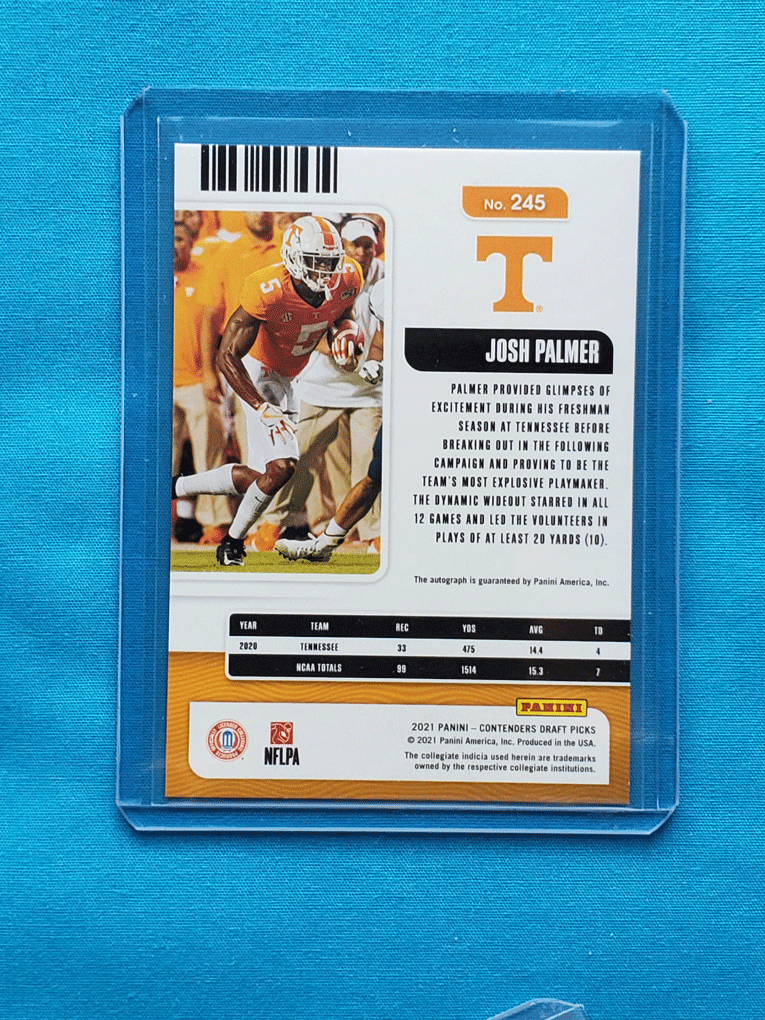 No. 245
T
®
5
JOSH PALMER
PALMER PROVIDED GLIMPSES OF
EXCITEMENT DURING HIS FRESHMAN
SEASON AT TENNESSEE BEFORE
BREAKING OUT IN THE FOLLOWING
CAMPAIGN AND PROVING TO BE THE
TEAM'S MOST EXPLOSIVE PLAYMAKER.
THE DYNAMIC WIDEOUT STARRED IN ALL
12 GAMES AND LED THE VOLUNTEERS IN
PLAYS OF AT LEAST 20 YARDS (10).
The autograph is guaranteed by Panini America, Inc.
YEAR TEAM REC YDS AVG TD
2020 TENNESSEE 33 475 14.4 4
NCAA TOTALS 99 1514 15.3 7
PANINI
OFFICIALLY LICENSED COLLEGIATE PRODUCTS
NFLPA
2021 PANINI – CONTENDERS DRAFT PICKS
© 2021 Panini America, Inc. Produced in the USA.
The collegiate indicia used herein are trademarks
owned by the respective collegiate institutions.